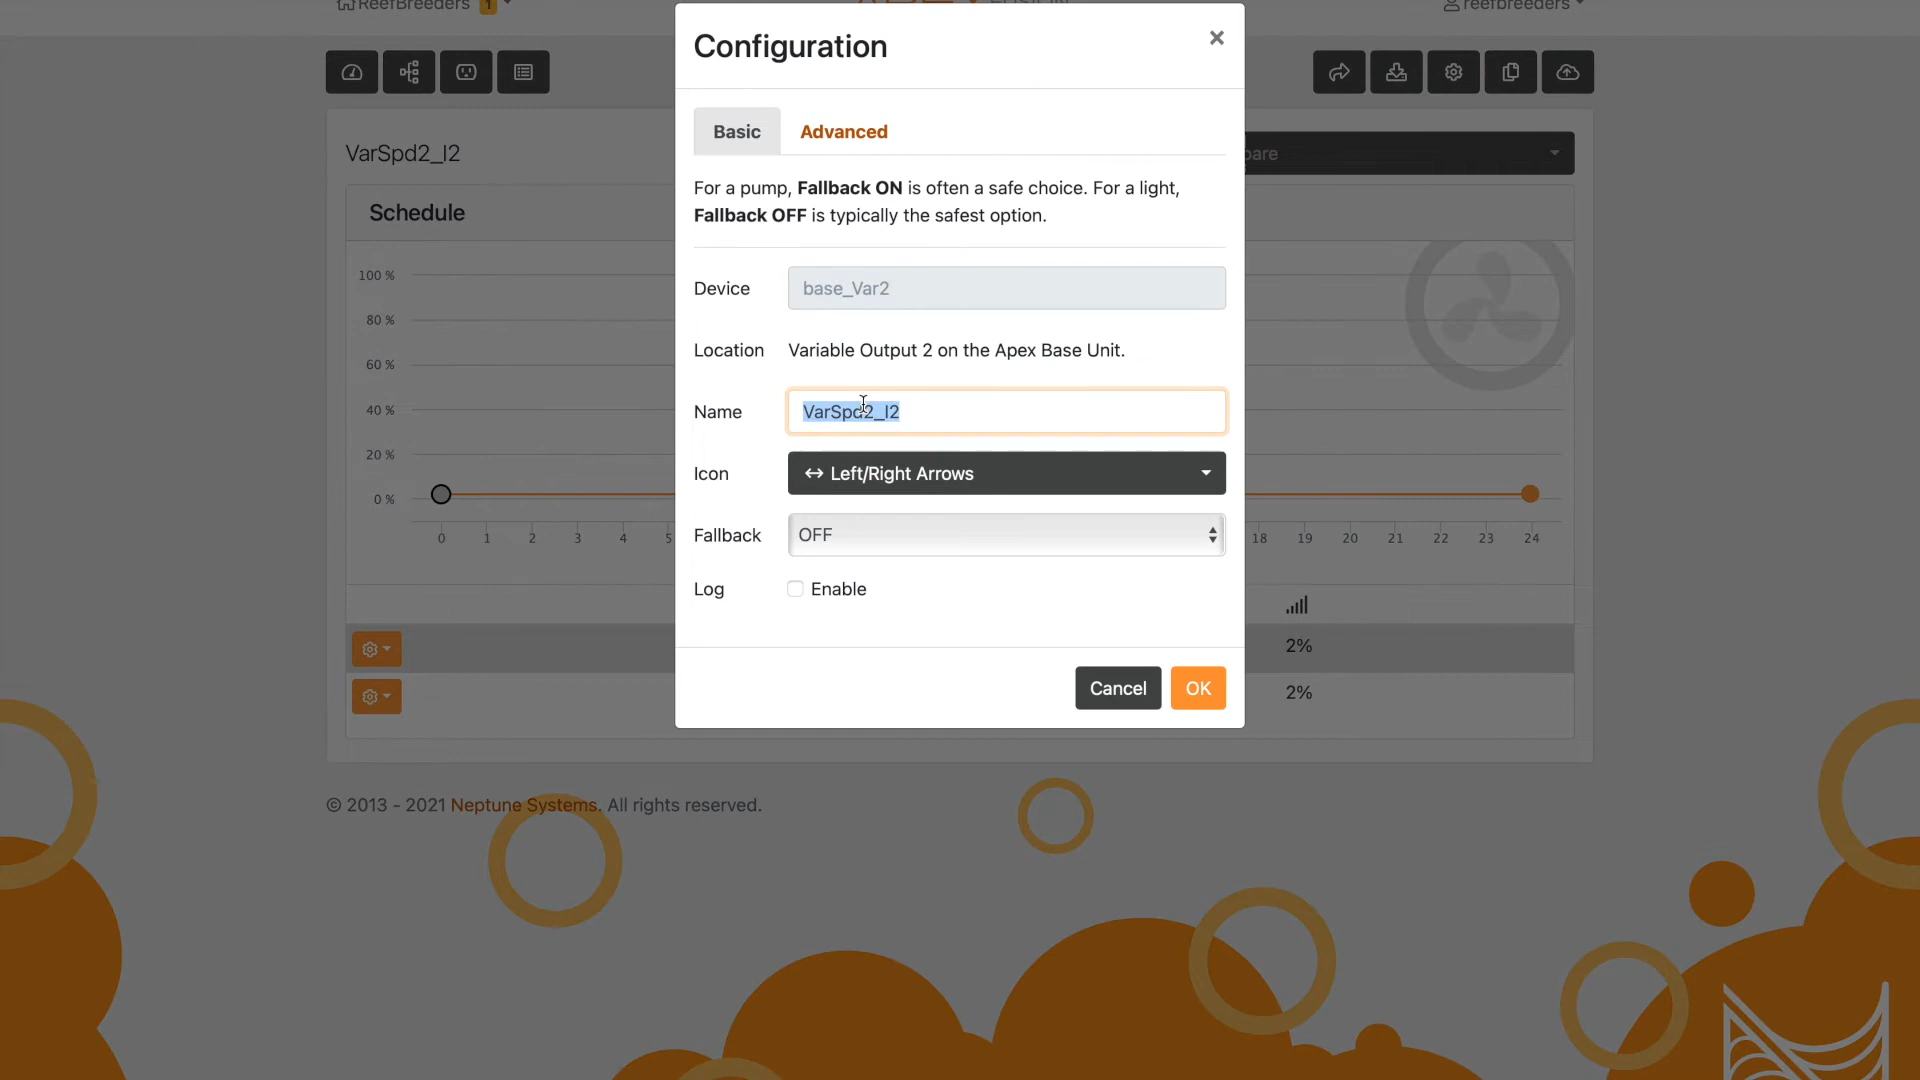 ReefBreeders 1
reefbreeders
Configuration
×
Basic
Advanced
For a pump, Fallback ON is often a safe choice. For a light,
Fallback OFF is typically the safest option.
Device
base_Var2
Location
Variable Output 2 on the Apex Base Unit.
Name
VarSpd2_I2
Icon
Left/Right Arrows
Fallback
OFF
Log
Enable
Cancel
OK
VarSpd2_I2
Schedule
100 %
80 %
60 %
40 %
20 %
0 %
0 1 2 3 4 5 18 19 20 21 22 23 24
2%
2%
© 2013 - 2021 Neptune Systems. All rights reserved.